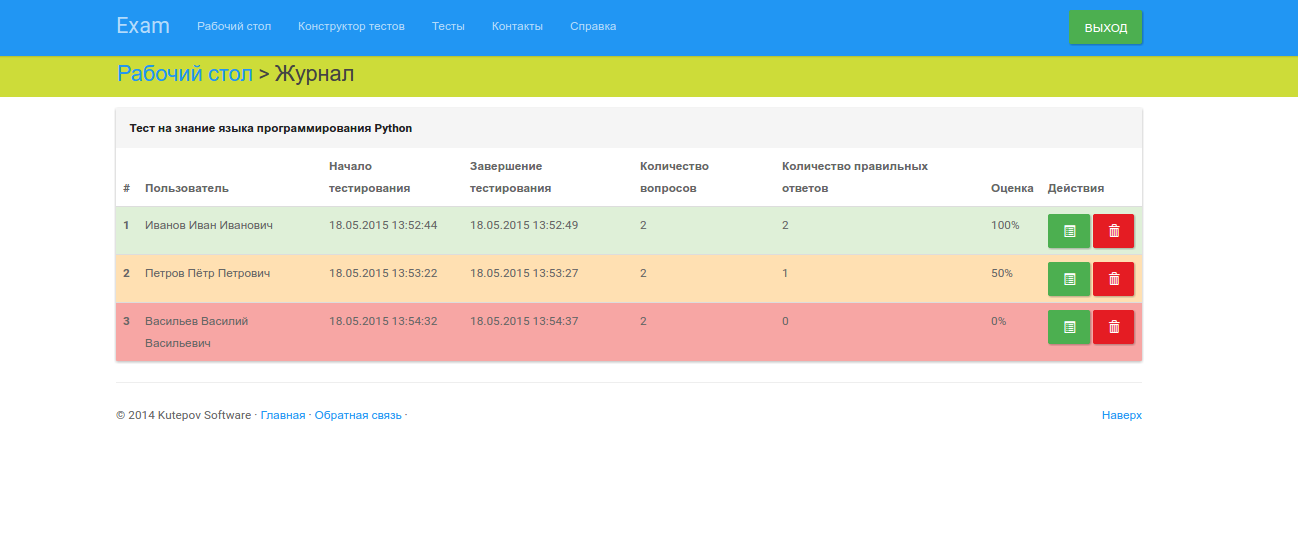 Exam Рабочий стол Конструктор тестов Тесты Контакты Справка ВЫХОД
Рабочий стол > Журнал
Тест на знание языка программирования Python
# Пользователь Начало тестирования Завершение тестирования Количество вопросов Количество правильных ответов Оценка Действия
1 Иванов Иван Иванович 18.05.2015 13:52:44 18.05.2015 13:52:49 2 2 100%
2 Петров Пётр Петрович 18.05.2015 13:53:22 18.05.2015 13:53:27 2 1 50%
3 Васильев Василий Васильевич 18.05.2015 13:54:32 18.05.2015 13:54:37 2 0 0%
© 2014 Kutepov Software · Главная · Обратная связь · Наверх